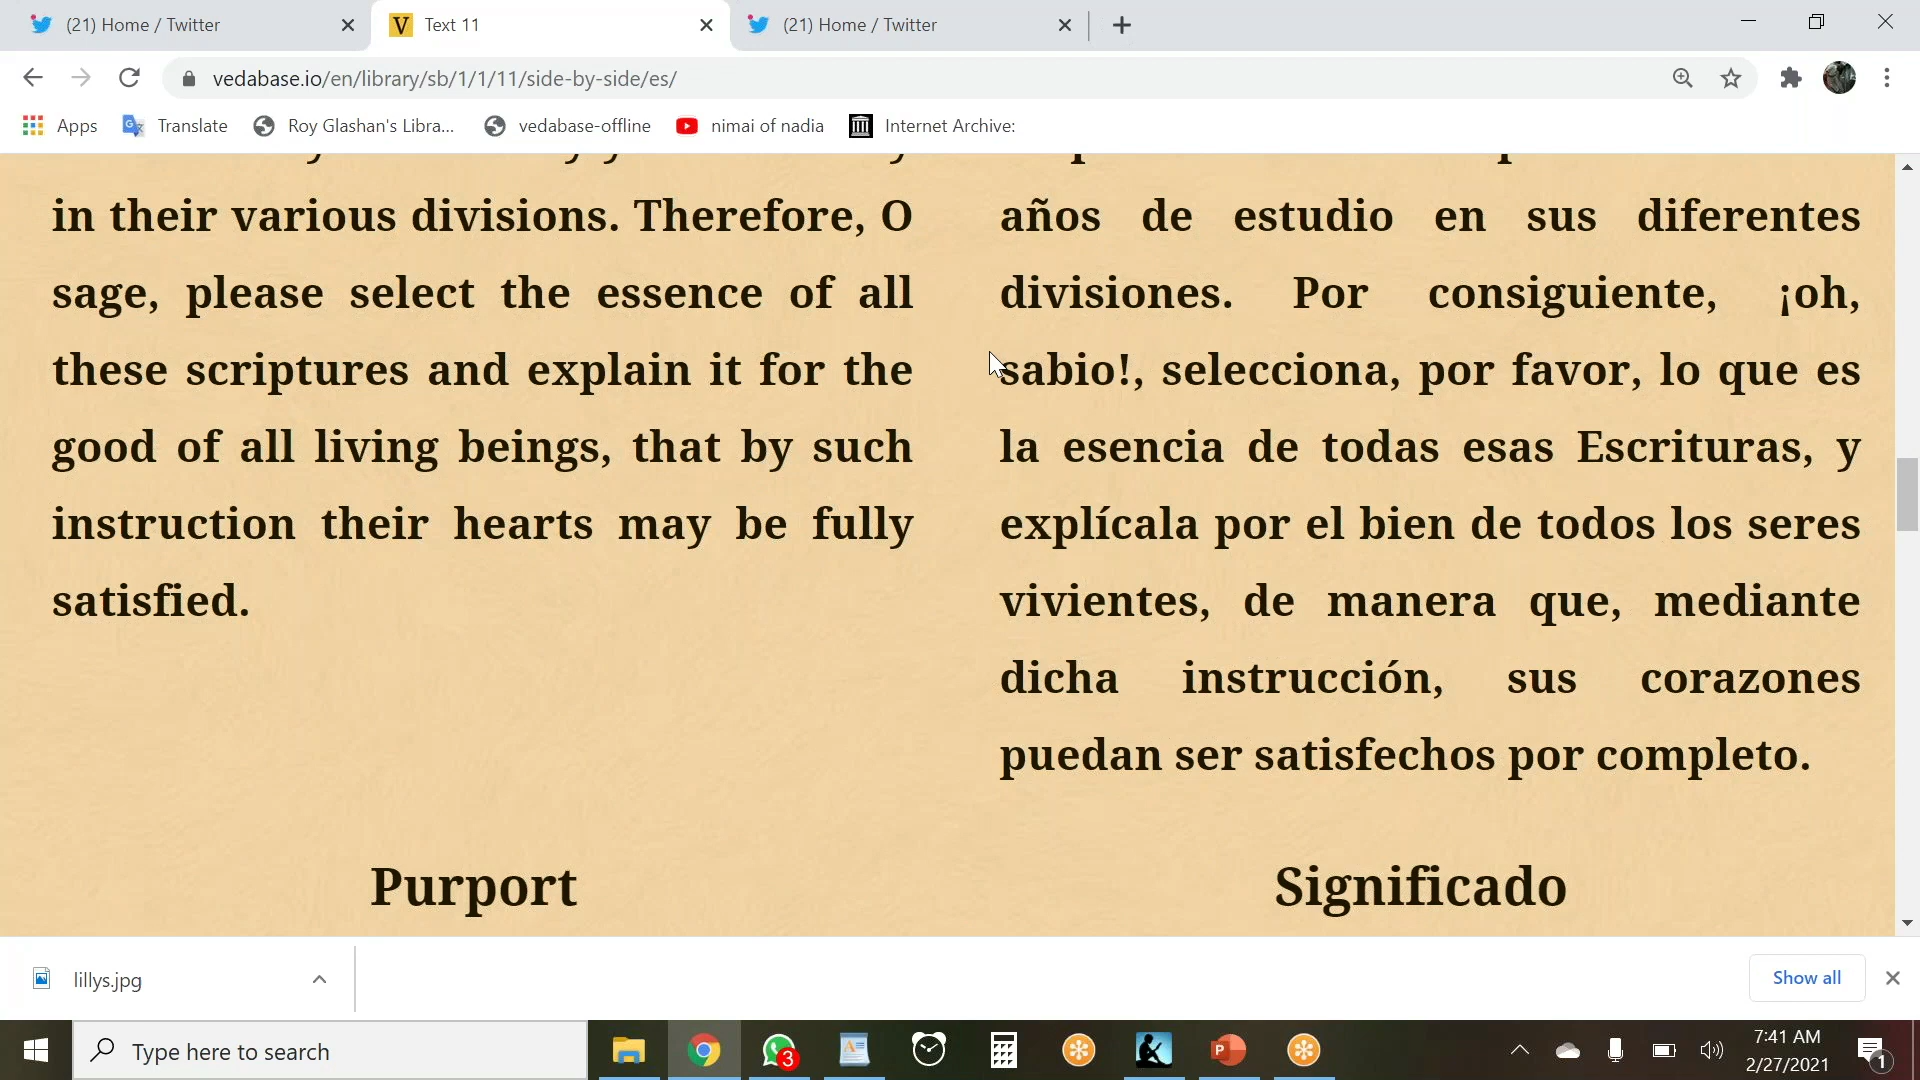 (21) Home / Twitter
Text 11
(21) Home / Twitter
vedabase.io/en/library/sb/1/1/11/side-by-side/es/
Apps
Translate
Roy Glashan's Libra...
vedabase-offline
nimai of nadia
Internet Archive:
in their various divisions. Therefore, O
sage, please select the essence of all
these scriptures and explain it for the
good of all living beings, that by such
instruction their hearts may be fully
satisfied.
Purport
años de estudio en sus diferentes
divisiones. Por consiguiente, ¡oh,
sabio!, selecciona, por favor, lo que es
la esencia de todas esas Escrituras, y
explícala por el bien de todos los seres
vivientes, de manera que, mediante
dicha instrucción, sus corazones
puedan ser satisfechos por completo.
Significado
lillys.jpg
Show all
Type here to search
3
7:41 AM
2/27/2021
1